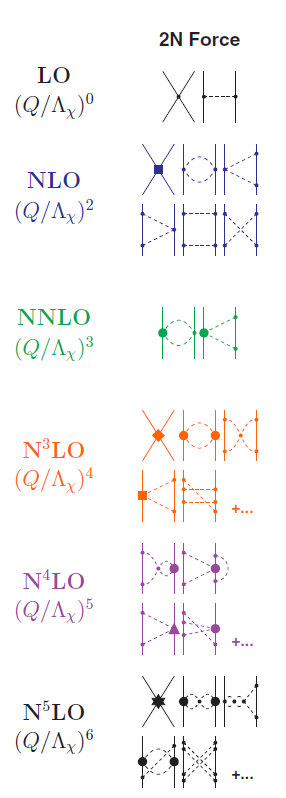 2N Force
LO
(Q/Λχ)⁰
NLO
(Q/Λχ)²
NNLO
(Q/Λχ)³
N³LO
(Q/Λχ)⁴
+...
N⁴LO
(Q/Λχ)⁵
+...
N⁵LO
(Q/Λχ)⁶
+...